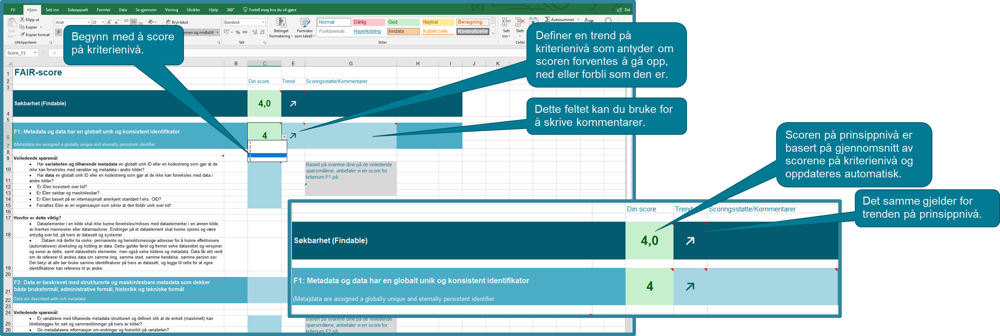 Fil Hjem Sett inn Sideoppsett Formler Data Se gjennom Visning Utvikler Hjelp 360° Fortell meg hva du vil gjøre Del
Klipp ut
Kopier
Kopier format
Lim
inn
Utklippstavle
Arial 20
F
Bryt tekst
men og midtstill
Standard
% 000
Tall
Betinget
formatering
Formater
som tabell
Normal Dårlig God Nøytral Beregning
Forklarende... Hyperkobling Inndata Koblet celle Kontrollcelle
Stiler
Sett
inn
Slett
Celler
Autosummer
Score_F1
Begynn med å score
på kriterienivå.
Definer en trend på
kriterienivå som antyder om
scoren forventes å gå opp,
ned eller forbli som den er.
Dette feltet kan du bruke for
å skrive kommentarer.
Scoren på prinsippnivå er
basert på gjennomsnitt av
scorene på kriterienivå og
oppdateres automatisk.
Det samme gjelder for
trenden på prinsippnivå.
B C E G H I J K
1 FAIR-score
2 Din score Trend Scoringsstøtte/Kommentarer
3
4 Søkbarhet (Findable) 4,0
5
6 F1: Metadata og data har en globalt unik og konsistent identifikator 4
7 (Meta)data are assigned a globally unique and eternally persistent identifier
1
2
3
4
5
8
9 Veiledende spørsmål
10 • Har variabelen og tilhørende metadata en globalt unik ID eller en kodestreng som gjør at de
ikke kan forveksles med variabler og metadata i andre kilder?
11 • Har data en globalt unik ID eller en kodestreng som gjør at de ikke kan forveksles med data i
andre kilder?
12 • Er IDen kosistent over tid?
13 • Er IDen søkbar og maskinlesbar?
14 • Er IDen basert på en internasjonalt anerkjent standard f.eks. OID?
15 • Forvaltes IDen av en organisasjon som sikrer at den forblir unik over tid?
Basert på svarene dine på de veiledende
spørsmålene, anbefaler vi en score for
kriterium F1 på:
16
17 Hvorfor er dette viktig?
18 • Dataelementer i en kilde skal ikke kunne forveksles/mikses med dataelementer i en annen kilde,
av hverken mennesker eller datamaskiner. Endringer på et dataelement skal kunne spores og være
entydig over tid, på tvers av datasett og systemer.
19 • Dataen må derfor ha unike, permanente og hensiktsmessige adresser for å kunne effektivisere
(automatisere) utveksling og kobling av data. Dette gjelder først og fremst selve datasettet og versjoner
og serier av dette, samt datasettets elementer, men også selve kildene og metadata. Data får økt verdi
om de refererer til andres data om samme ting, samme sted, samme hendelse, samme person osv.
Det betyr at alle bør bruke samme identifikatorer på tvers av datasett, og legge til rette for at egne
identifikatorer kan refereres til av andre.
20
21 F2: Data er beskrevet med strukturerte og maskinlesbare metadata som dekker
både bruksformål, administrative formål, historikk og tekniske formål
22 Data are described with rich metadata
23
24 Veiledende spørsmål
25 • Er variablene med tilhørende metadata strukturert og definert slik at de enkelt (maskinelt) kan
tilrettelegges for søk og sammenlikninger på tvers av kilder?
26 • Gir metadataene informasjon om endringer og historikk på variabelen?
Basert på svarene dine på de veiledende
spørsmålene, anbefaler vi en score for
kriterium F2 på:
Din score Trend Scoringsstøtte/Kommentarer
Søkbarhet (Findable) 4,0
F1: Metadata og data har en globalt unik og konsistent identifikator 4
(Meta)data are assigned a globally unique and eternally persistent identifier